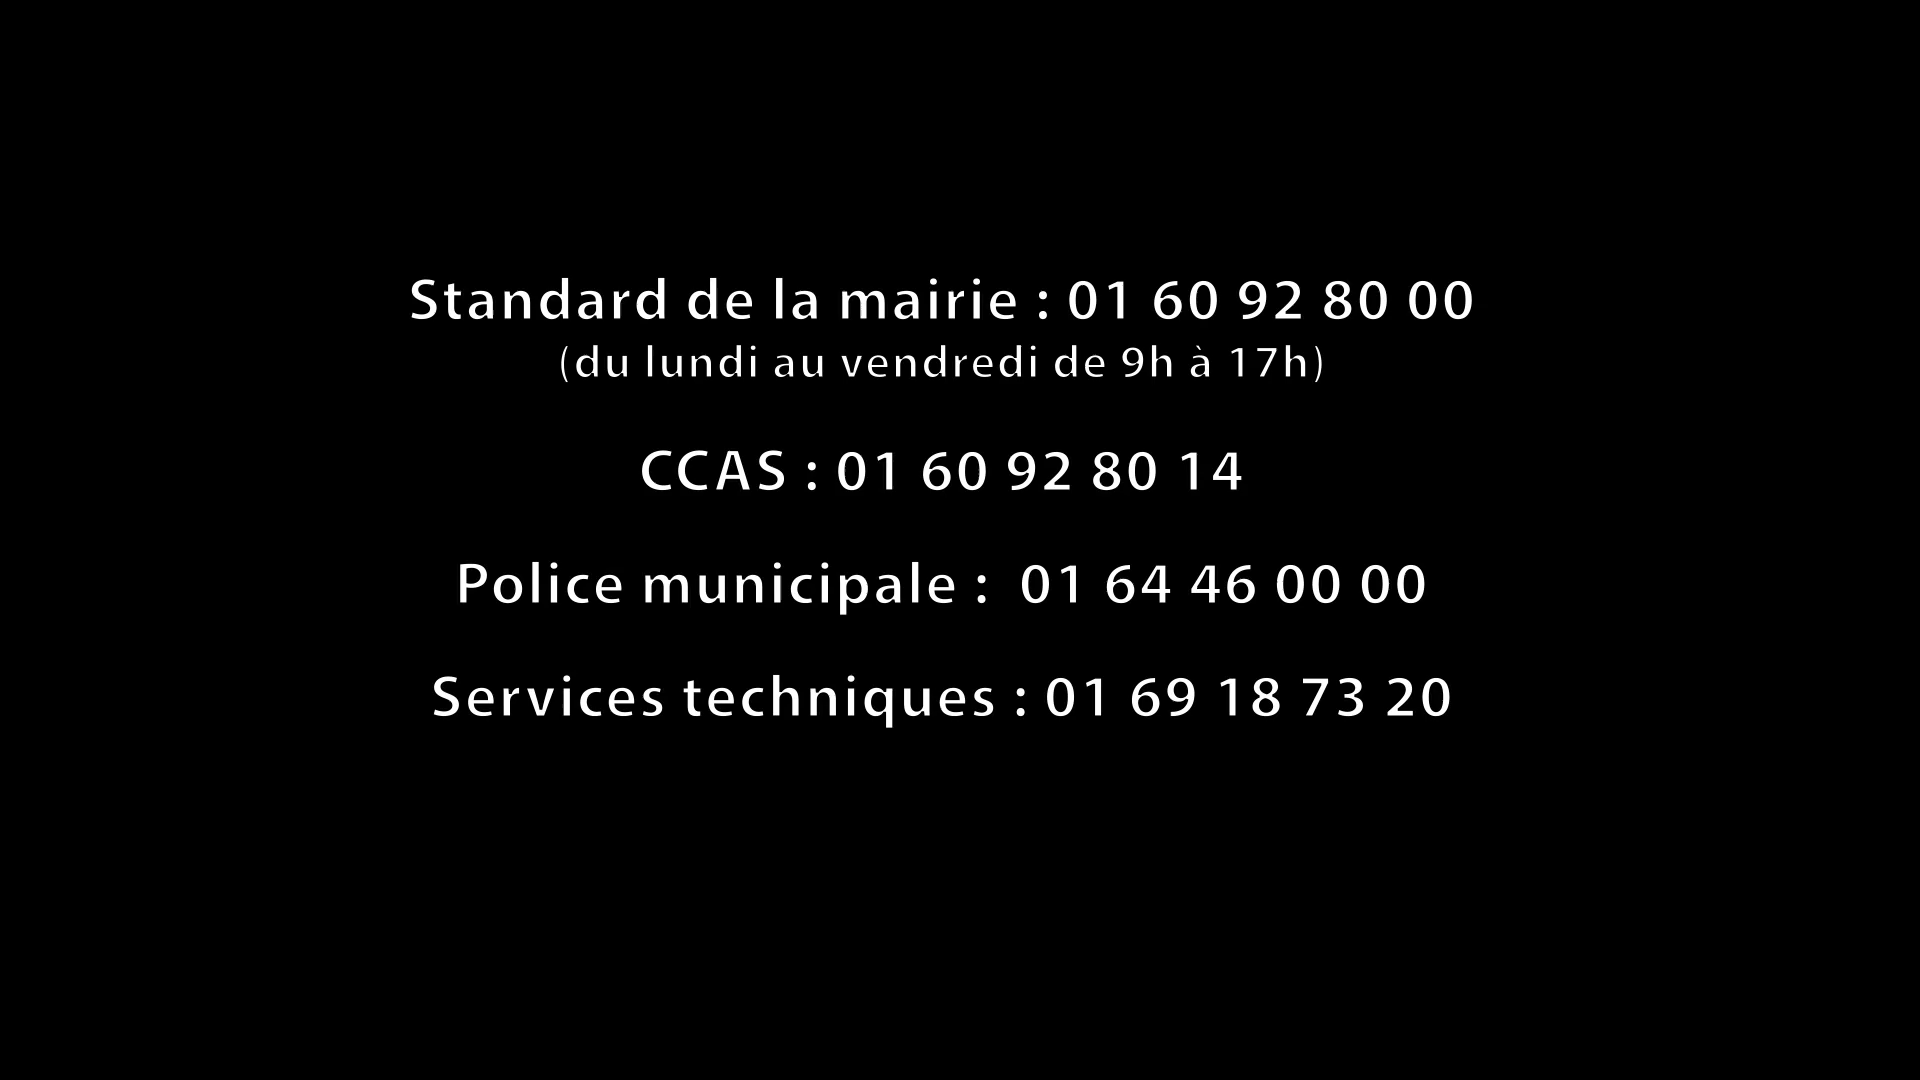 Standard de la mairie : 01 60 92 80 00
(du lundi au vendredi de 9h à 17h)
CCAS : 01 60 92 80 14
Police municipale :  01 64 46 00 00
Services techniques : 01 69 18 73 20